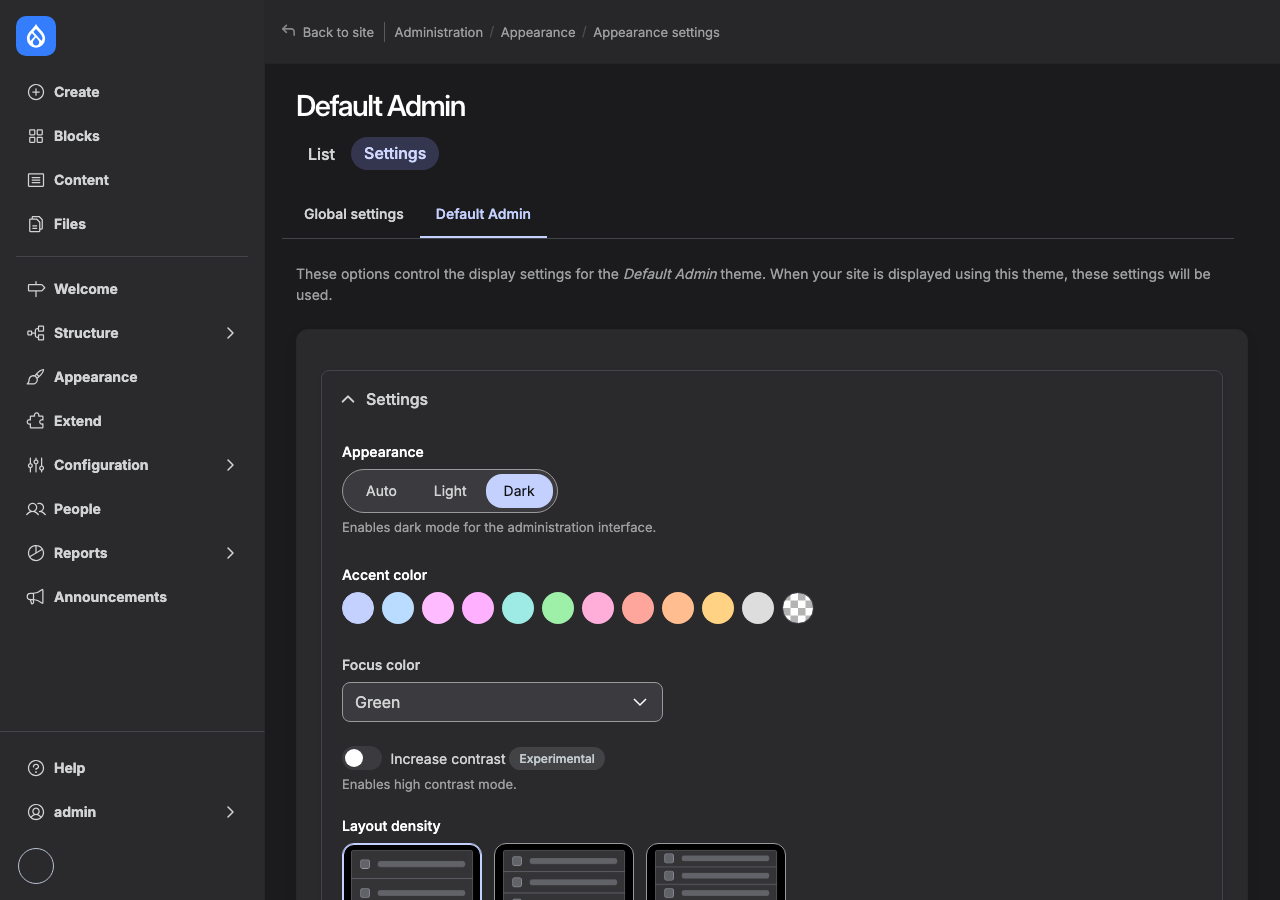 Back to site
Administration / Appearance / Appearance settings
Create
Blocks
Content
Files
Welcome
Structure
Appearance
Extend
Configuration
People
Reports
Announcements
Help
admin
Default Admin
List
Settings
Global settings
Default Admin
These options control the display settings for the Default Admin theme. When your site is displayed using this theme, these settings will be
used.
Settings
Appearance
Auto
Light
Dark
Enables dark mode for the administration interface.
Accent color
Focus color
Green
Increase contrast
Experimental
Enables high contrast mode.
Layout density